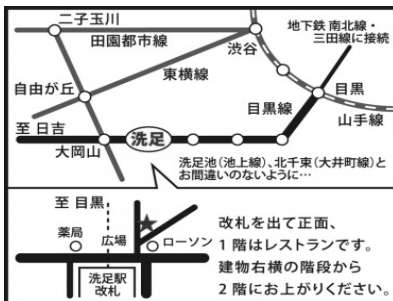 二子玉川
田園都市線
地下鉄 南北線・
三田線に接続
渋谷
自由が丘
東横線
目黒
目黒線
山手線
至 日吉
洗足
大岡山
洗足池(池上線)、北千束(大井町線)と
お間違いのないように…
至 目黒
薬局
広場
ローソン
洗足駅
改札
改札を出て正面、
1階はレストランです。
建物右横の階段から
2階にお上がりください。